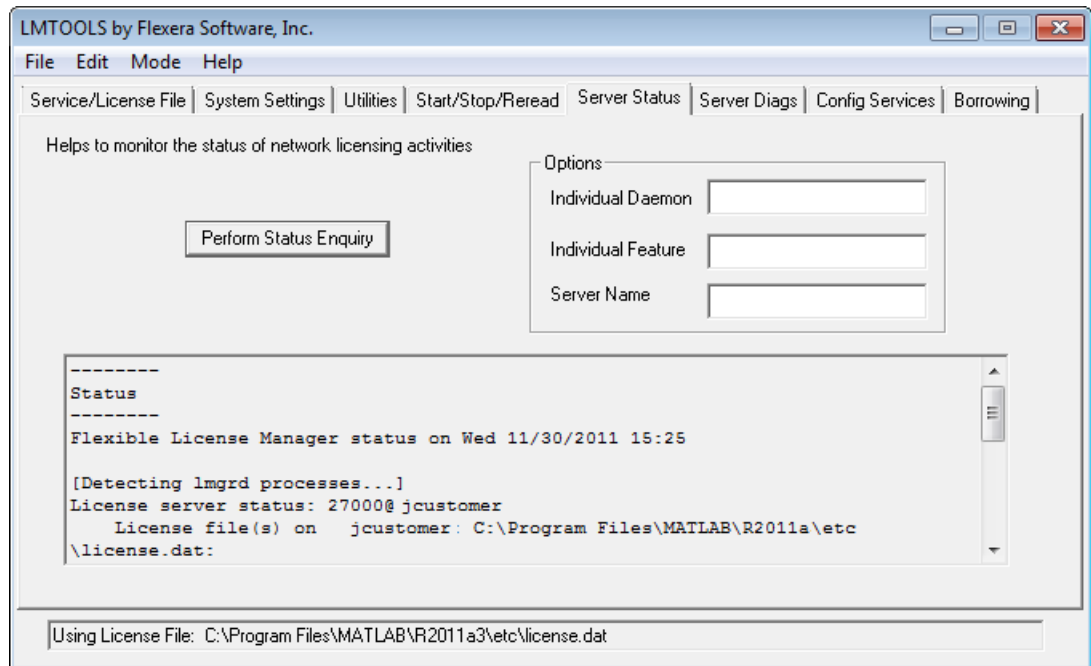 LMTOOLS by Flexera Software, Inc.
File Edit Mode Help
Service/License File System Settings Utilities Start/Stop/Reread Server Status Server Diags Config Services Borrowing
Helps to monitor the status of network licensing activities
Options
Individual Daemon
Perform Status Enquiry
Individual Feature
Server Name
--------
Status
--------
Flexible License Manager status on Wed 11/30/2011 15:25
[Detecting lmgrd processes...]
License server status: 27000@jcustomer
License file(s) on jcustomer: C:\Program Files\MATLAB\R2011a\etc
\license.dat:
Using License File: C:\Program Files\MATLAB\R2011a3\etc\license.dat